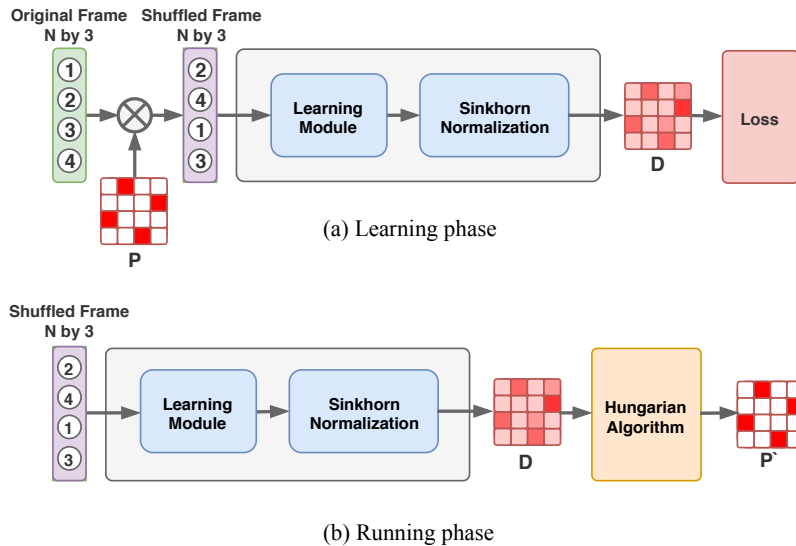 Original Frame
N by 3
Shuffled Frame
N by 3
1
2
3
4
2
4
1
3
Learning
Module
Sinkhorn
Normalization
Loss
D
P
(a) Learning phase
Shuffled Frame
N by 3
2
4
1
3
Learning
Module
Sinkhorn
Normalization
D
Hungarian
Algorithm
P`
(b) Running phase